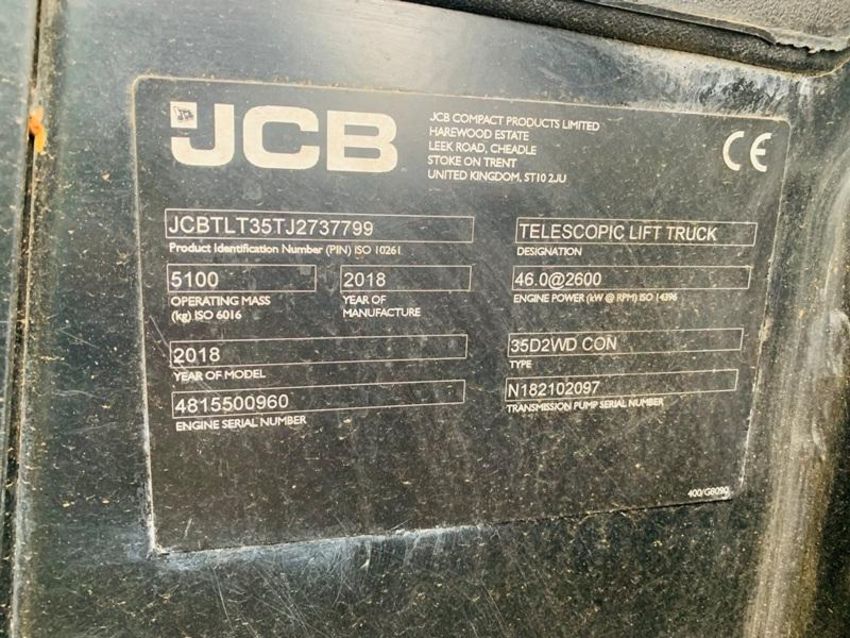 JCB
JCB COMPACT PRODUCTS LIMITED
HAREWOOD ESTATE
LEEK ROAD, CHEADLE
STOKE ON TRENT
UNITED KINGDOM, ST10 2JU
CE
JCBTLT35TJ2737799
Product Identification Number (PIN) ISO 10261
TELESCOPIC LIFT TRUCK
DESIGNATION
5100
OPERATING MASS
(kg) ISO 6016
2018
YEAR OF
MANUFACTURE
46.0@2600
ENGINE POWER (kW @ RPM) ISO 14396
2018
YEAR OF MODEL
35D2WD CON
TYPE
4815500960
ENGINE SERIAL NUMBER
N182102097
TRANSMISSION PUMP SERIAL NUMBER
400/G8090